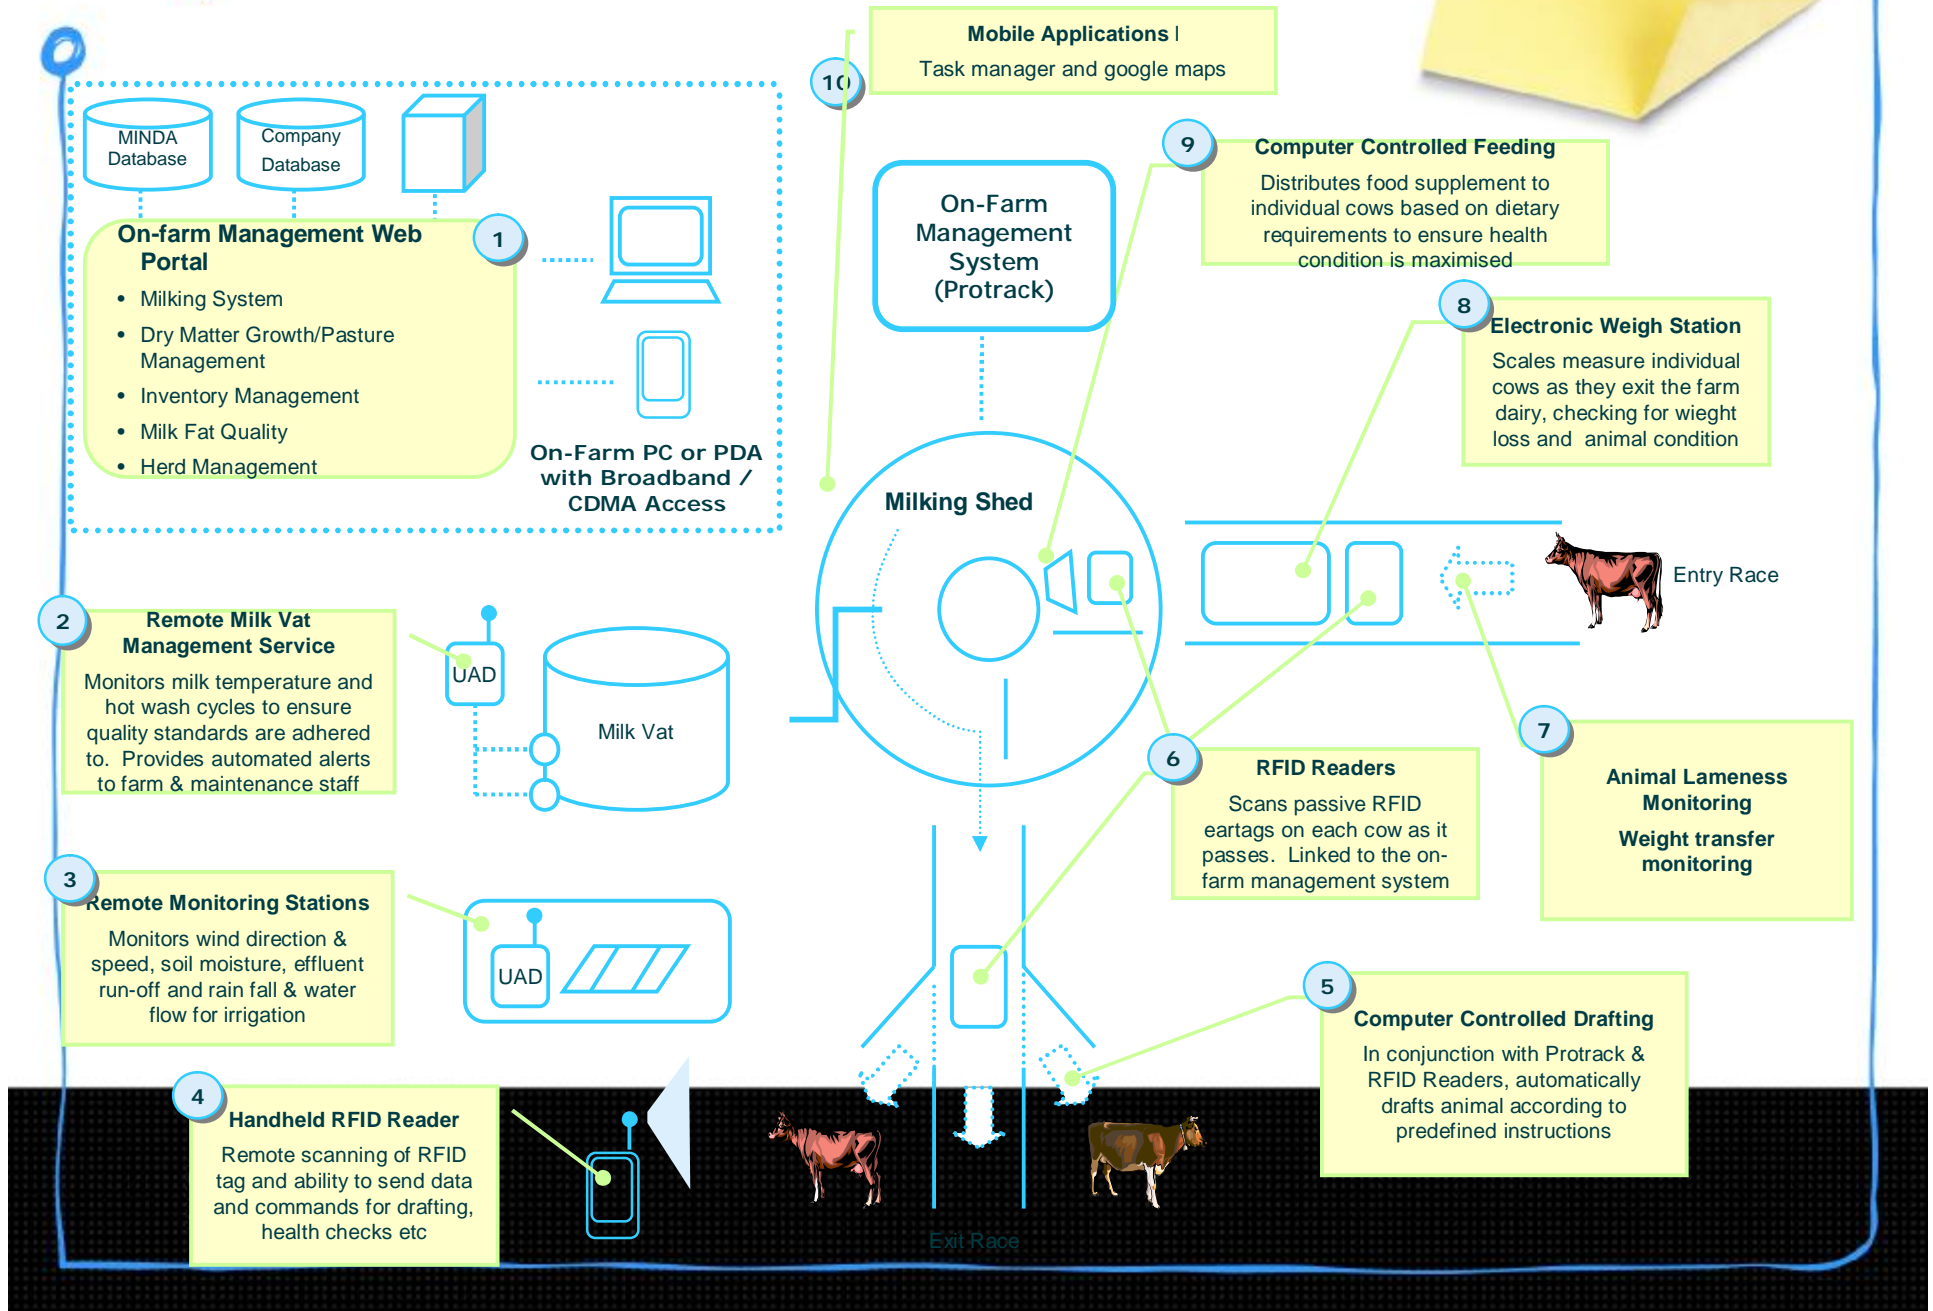 Mobile Applications |
Task manager and google maps
10
MINDA
Database
Company
Database
On-farm Management Web
Portal
1
• Milking System
• Dry Matter Growth/Pasture
Management
• Inventory Management
• Milk Fat Quality
• Herd Management
On-Farm PC or PDA
with Broadband /
CDMA Access
On-Farm
Management
System
(Protrack)
9
Computer Controlled Feeding
Distributes food supplement to
individual cows based on dietary
requirements to ensure health
condition is maximised
8
Electronic Weigh Station
Scales measure individual
cows as they exit the farm
dairy, checking for wieght
loss and  animal condition
Milking Shed
Entry Race
2
Remote Milk Vat
Management Service
Monitors milk temperature and
hot wash cycles to ensure
quality standards are adhered
to.  Provides automated alerts
to farm & maintenance staff
UAD
Milk Vat
7
Animal Lameness
Monitoring
Weight transfer
monitoring
6
RFID Readers
Scans passive RFID
eartags on each cow as it
passes.  Linked to the on-
farm management system
3
Remote Monitoring Stations
Monitors wind direction &
speed, soil moisture, effluent
run-off and rain fall & water
flow for irrigation
UAD
5
Computer Controlled Drafting
In conjunction with Protrack &
RFID Readers, automatically
drafts animal according to
predefined instructions
4
Handheld RFID Reader
Remote scanning of RFID
tag and ability to send data
and commands for drafting,
health checks etc
Exit Race